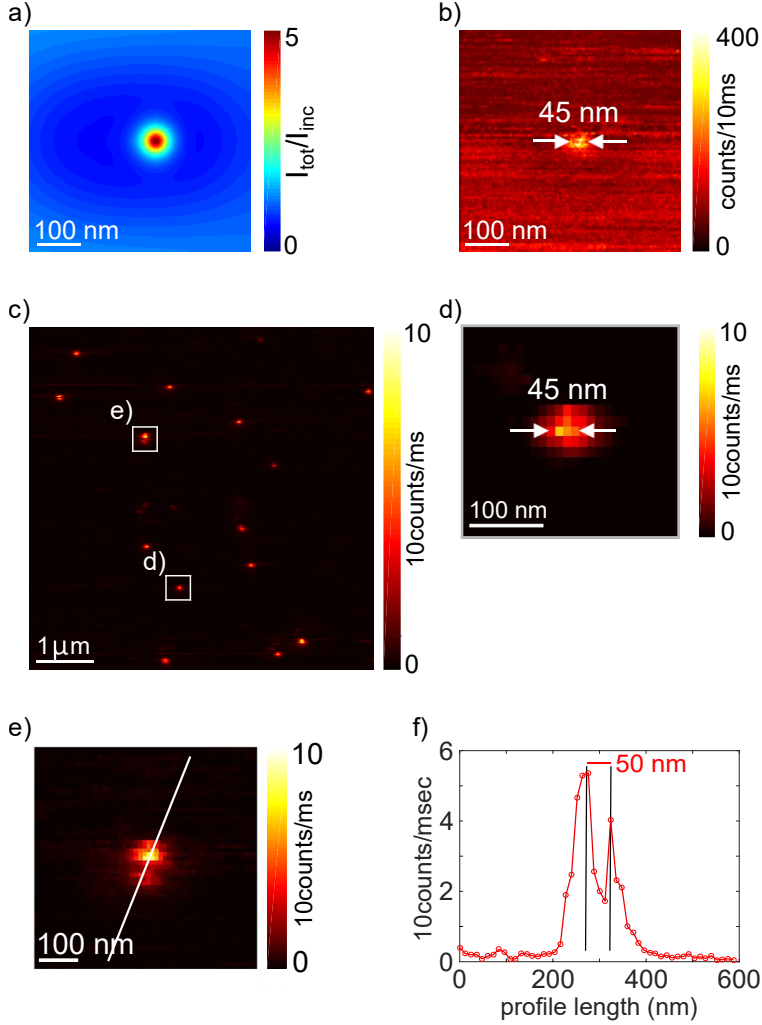 a)
5
I_tot/I_inc
0
100 nm
b)
400
45 nm
counts/10ms
100 nm
0
c)
10
e)
10counts/ms
d)
1μm
0
d)
10
45 nm
10counts/ms
100 nm
0
e)
10
10counts/ms
100 nm
0
f)
6
50 nm
4
10counts/msec
2
0
0 200 400 600
profile length (nm)